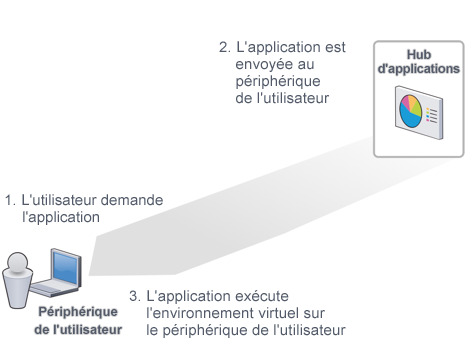 2. L'application est
envoyée au
périphérique
de l'utilisateur
Hub
d'applications
1. L'utilisateur demande
l'application
Périphérique
de l'utilisateur
3. L'application exécute
l'environnement virtuel sur
le périphérique de l'utilisateur